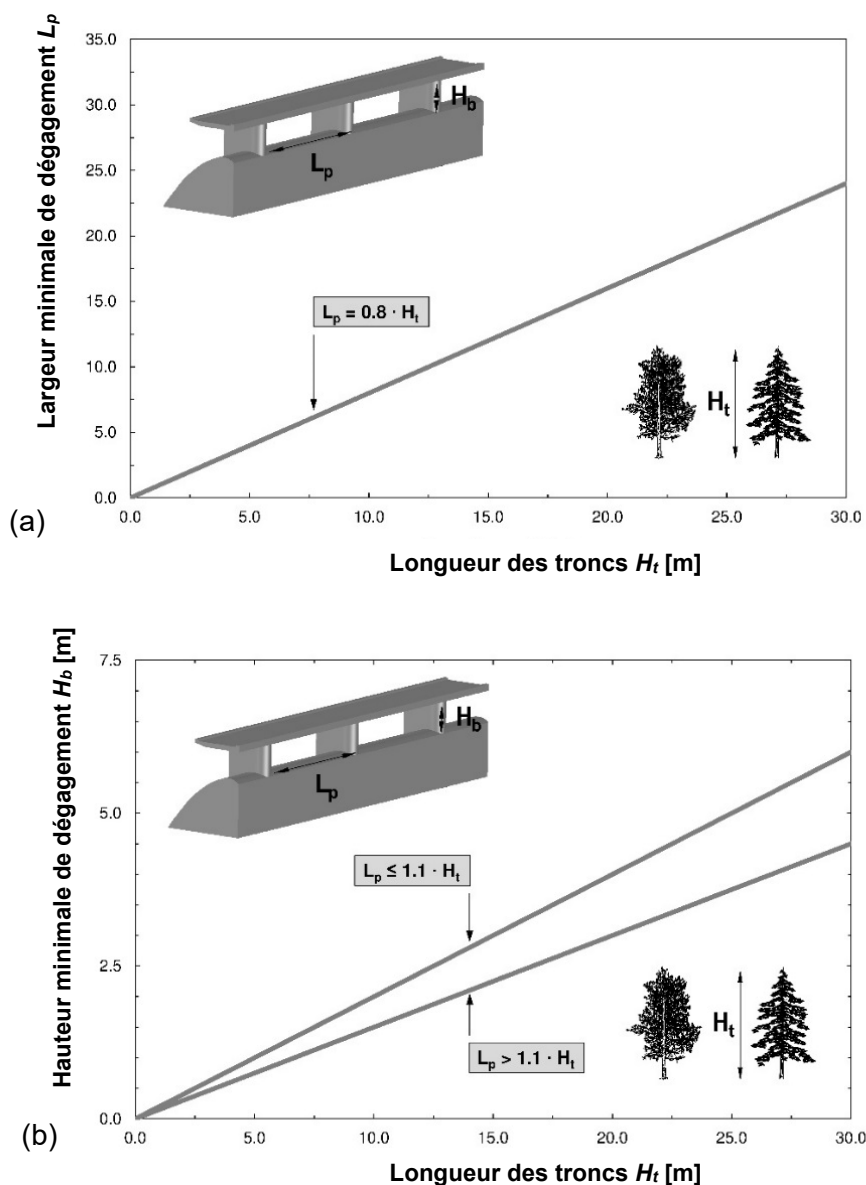 Largeur minimale de dégagement Lp
35.0
30.0
25.0
20.0
15.0
10.0
5.0
0.0
Hb
Lp
Lp = 0.8 · Ht
Ht
(a)
0.0 5.0 10.0 15.0 20.0 25.0 30.0
Longueur des troncs Ht [m]
Hauteur minimale de dégagement Hb [m]
7.5
5.0
2.5
0.0
Hb
Lp
Lp ≤ 1.1 · Ht
Ht
Lp > 1.1 · Ht
(b)
0.0 5.0 10.0 15.0 20.0 25.0 30.0
Longueur des troncs Ht [m]